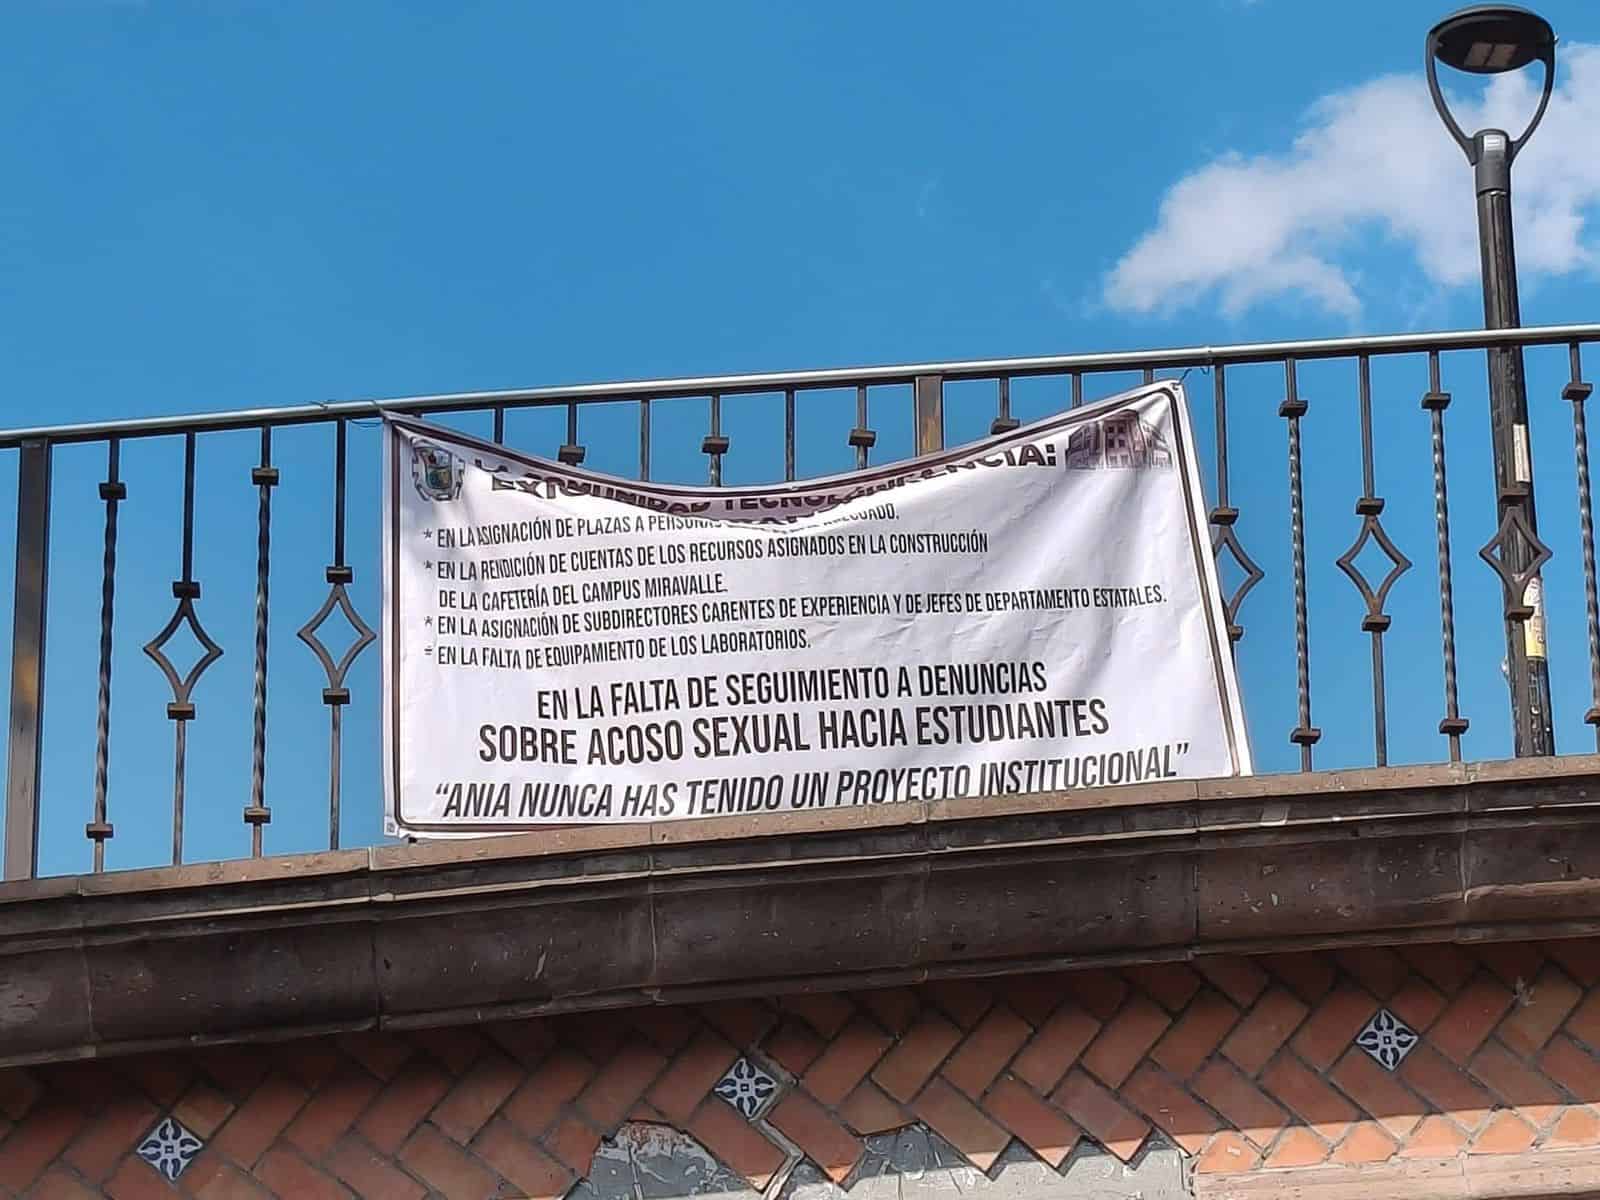 TECNOL
* EN LA ASIGNACIÓN DE PLAZAS A
* EN LA RENDICIÓN DE CUENTAS DE LOS RECURSOS ASIGNADOS EN LA CONSTRUCCIÓN
DE LA CAFETERÍA DEL CAMPUS MIRAVALLE.
* EN LA ASIGNACIÓN DE SUBDIRECTORES CARENTES DE EXPERIENCIA Y DE JEFES DE DEPARTAMENTO ESTATALES.
* EN LA FALTA DE EQUIPAMIENTO DE LOS LABORATORIOS.
EN LA FALTA DE SEGUIMIENTO A DENUNCIAS
SOBRE ACOSO SEXUAL HACIA ESTUDIANTES
“ANIA NUNCA HAS TENIDO UN PROYECTO INSTITUCIONAL”